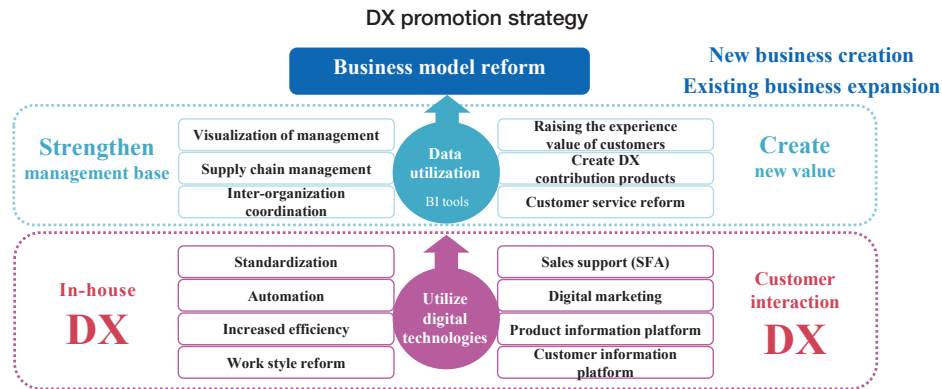 DX promotion strategy
Business model reform
New business creation
Existing business expansion
Strengthen
management base
Visualization of management
Supply chain management
Inter-organization
coordination
Data
utilization
BI tools
Raising the experience
value of customers
Create DX
contribution products
Customer service reform
Create
new value
In-house
DX
Standardization
Automation
Increased efficiency
Work style reform
Utilize
digital
technologies
Sales support (SFA)
Digital marketing
Product information platform
Customer information
platform
Customer
interaction
DX